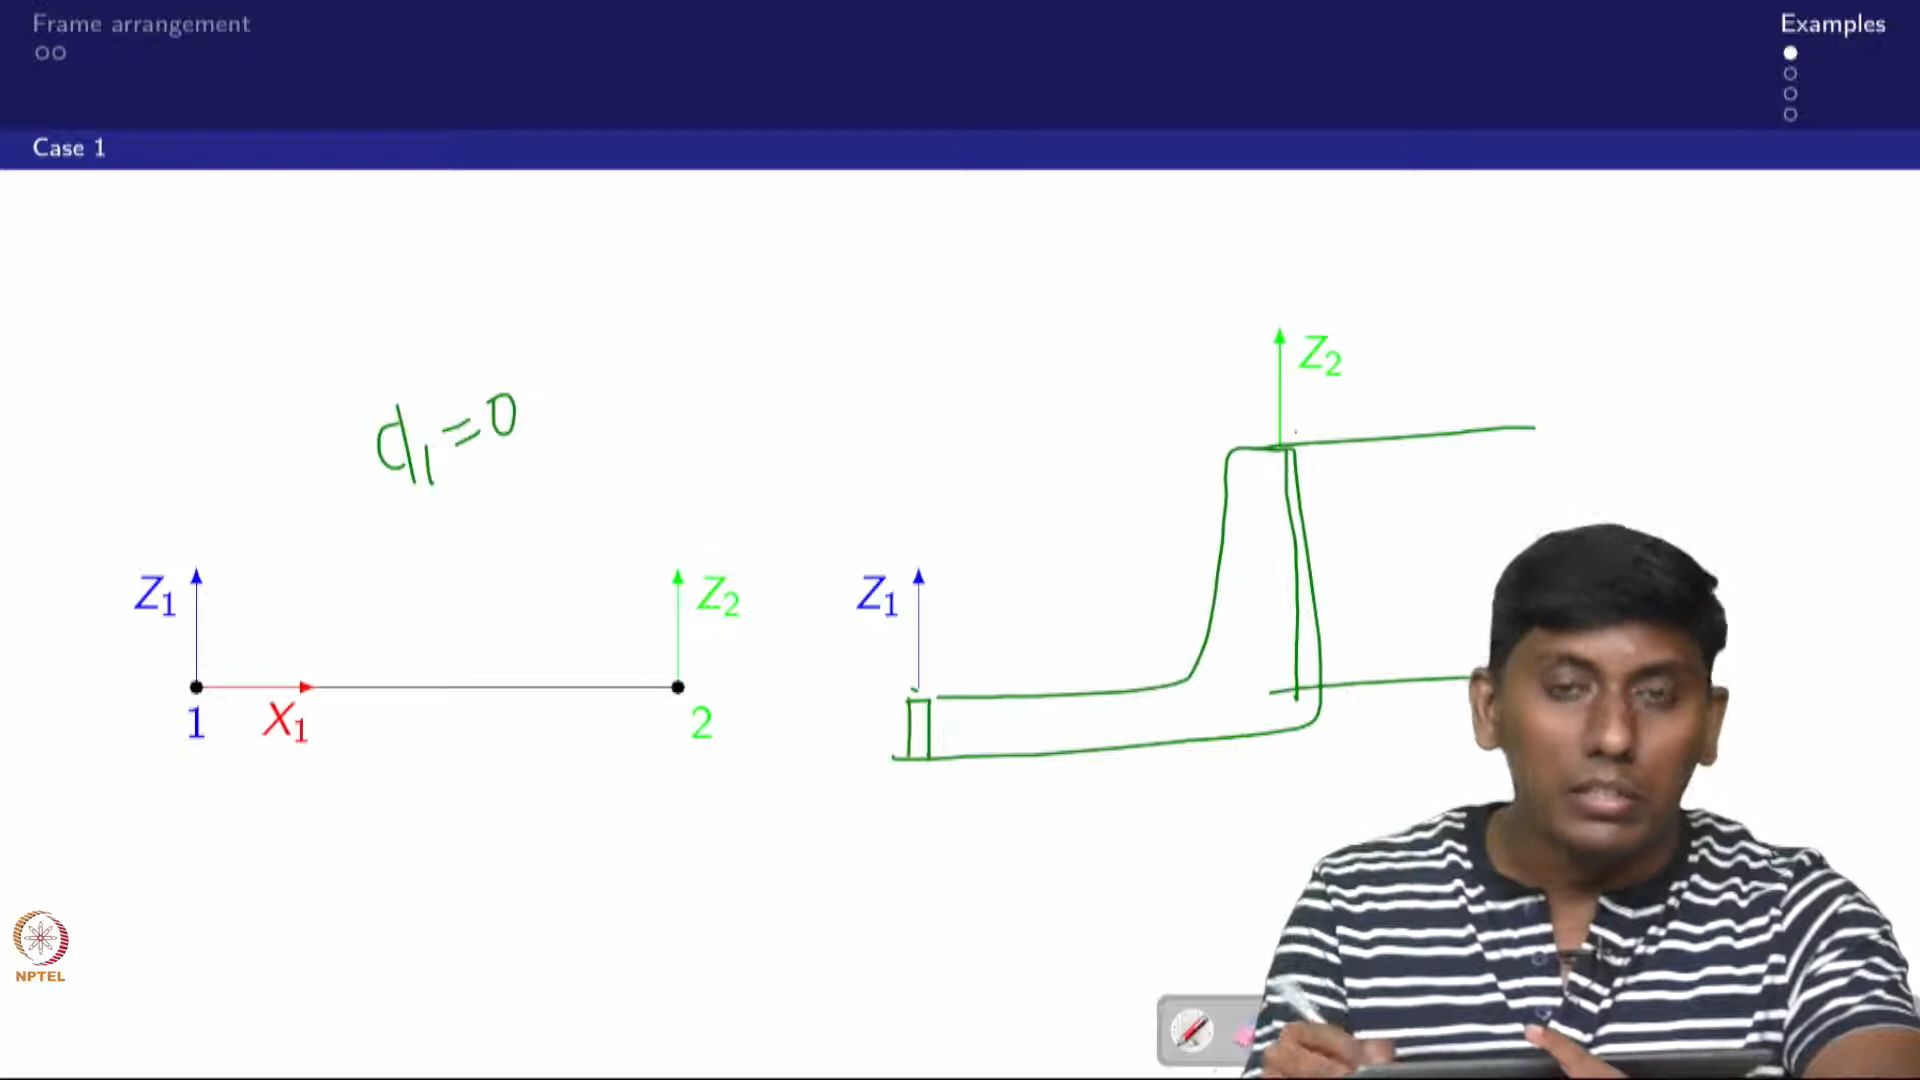 Frame arrangement
Examples
Case 1
d₁=0
Z₂
Z₁
Z₂
Z₁
1
X₁
2
NPTEL